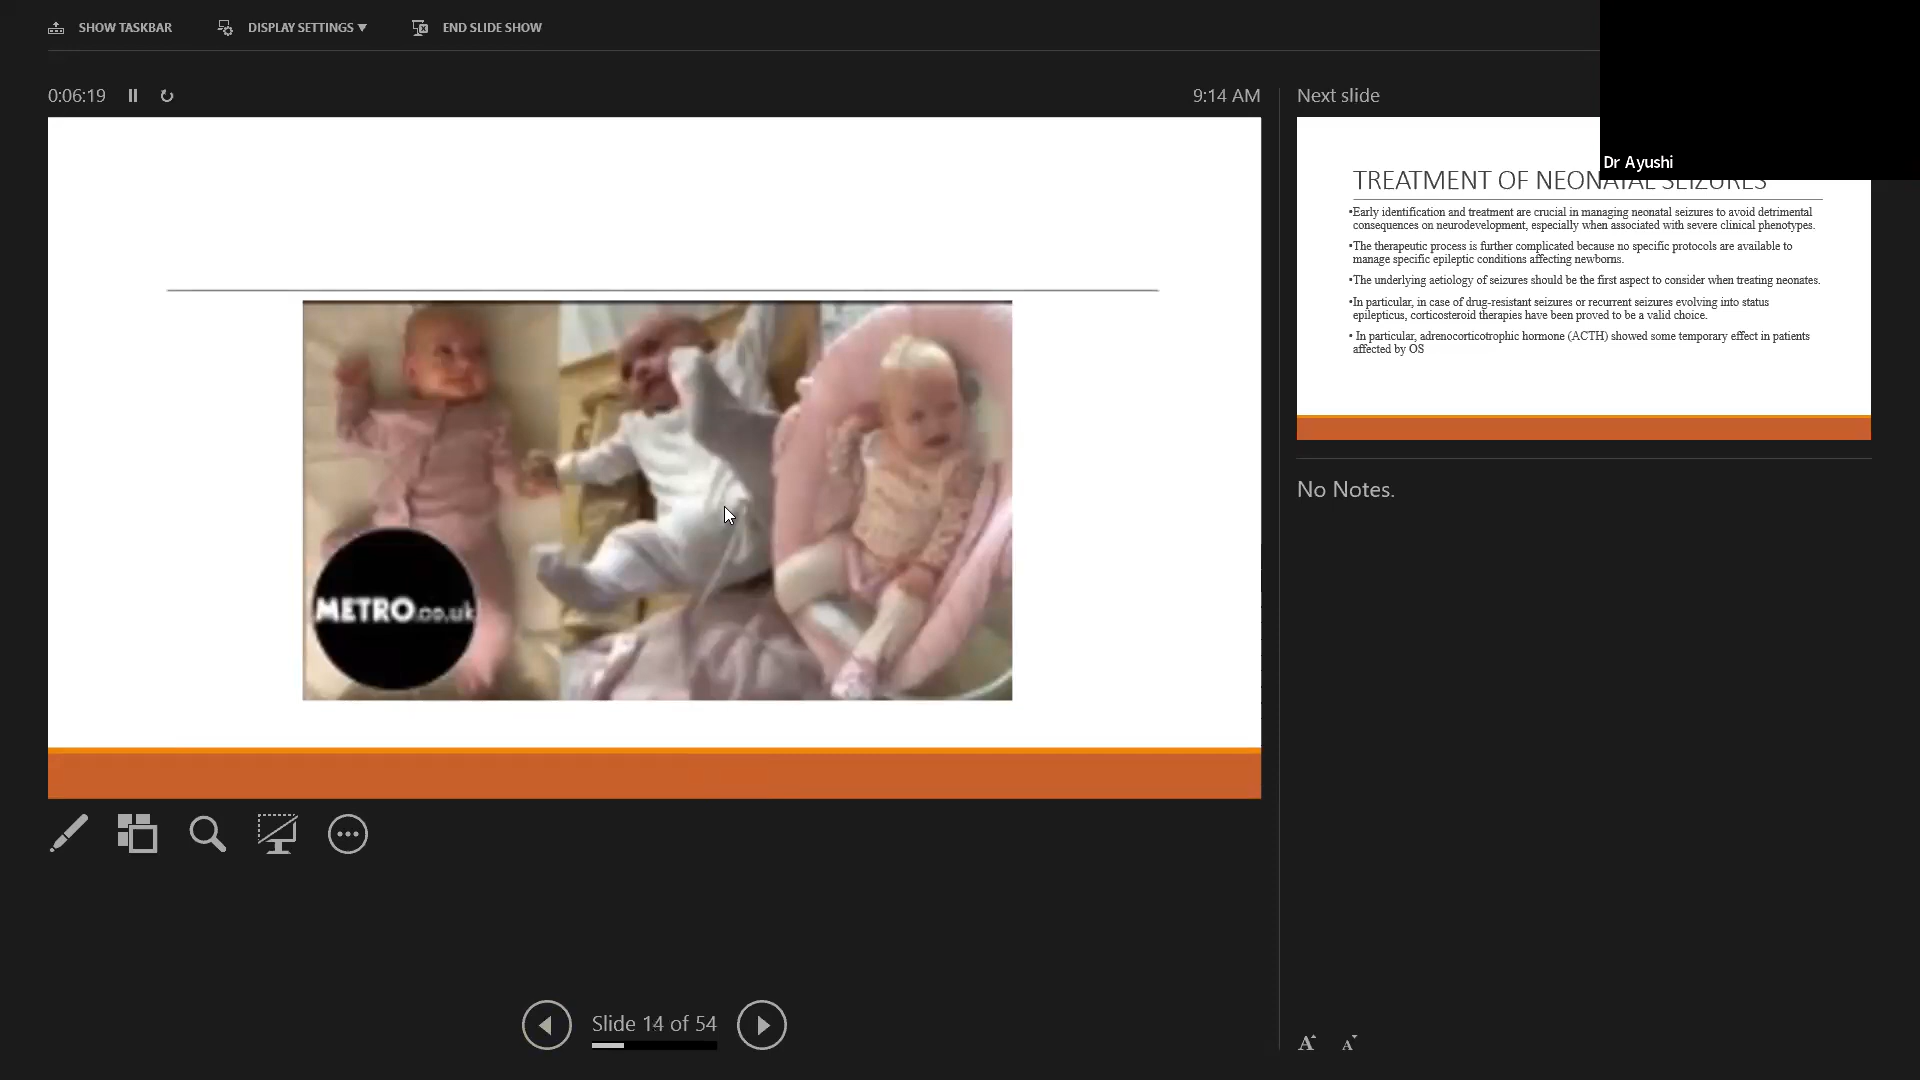 SHOW TASKBAR
DISPLAY SETTINGS ▼
END SLIDE SHOW
0:06:19
9:14 AM
Next slide
Dr Ayushi
TREATMENT OF NEONATAL SEIZURES
•Early identification and treatment are crucial in managing neonatal seizures to avoid detrimental
consequences on neurodevelopment, especially when associated with severe clinical phenotypes.
•The therapeutic process is further complicated because no specific protocols are available to
manage specific epileptic conditions affecting newborns.
•The underlying aetiology of seizures should be the first aspect to consider when treating neonates.
•In particular, in case of drug-resistant seizures or recurrent seizures evolving into status
epilepticus, corticosteroid therapies have been proved to be a valid choice.
• In particular, adrenocorticotrophic hormone (ACTH) showed some temporary effect in patients
affected by OS
METRO.co.uk
No Notes.
Slide 14 of 54
A A